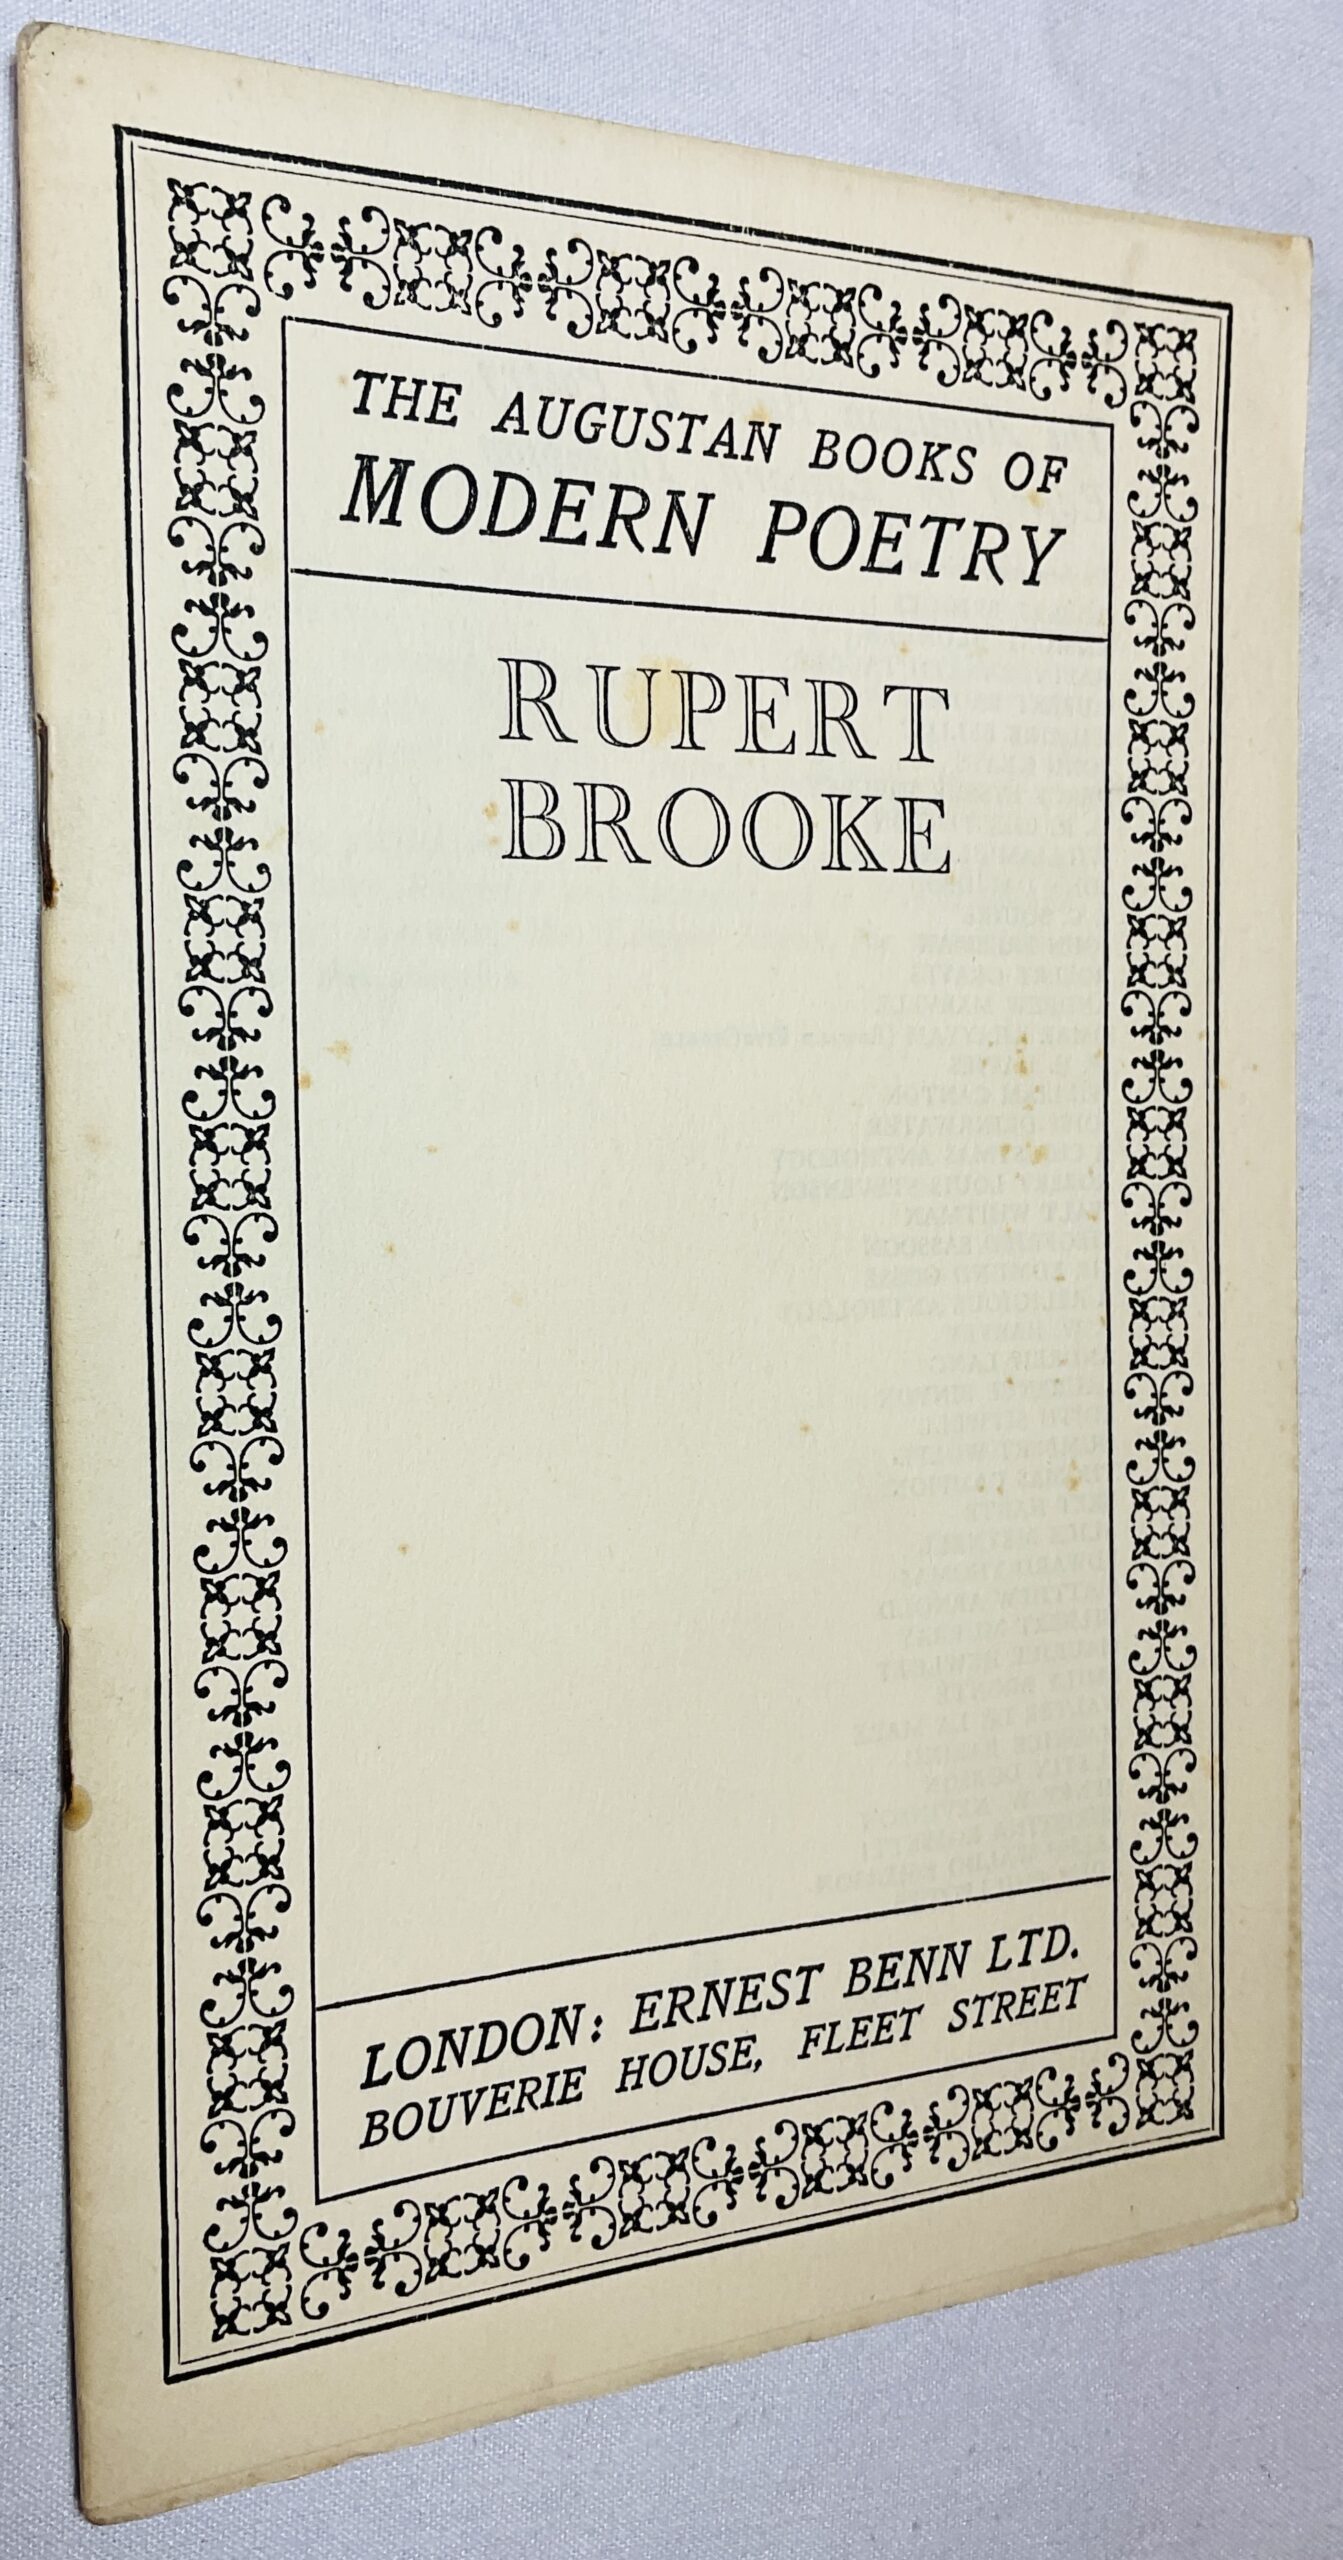 THE AUGUSTAN BOOKS OF
MODERN POETRY
RUPERT
BROOKE
LONDON: ERNEST BENN LTD.
BOUVERIE HOUSE, FLEET STREET